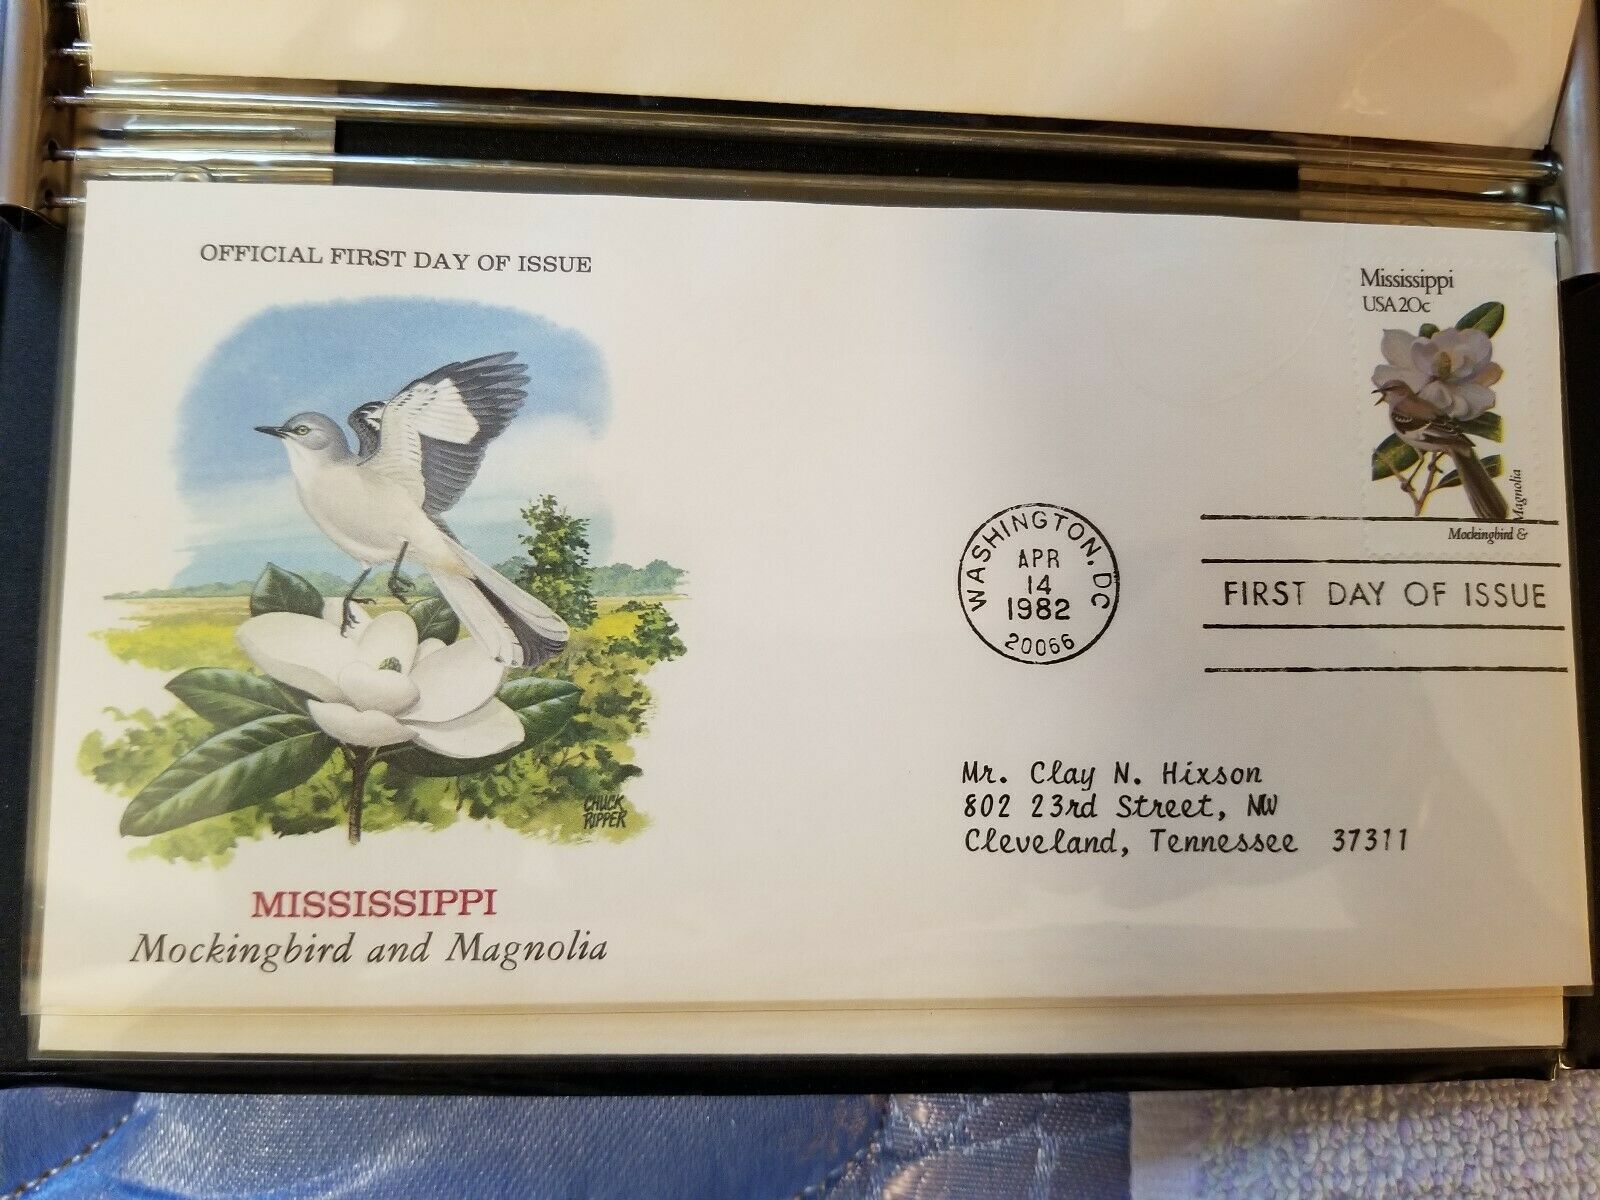 OFFICIAL FIRST DAY OF ISSUE
Mississippi
USA 20c
Magnolia
Mockingbird &
WASHINGTON, DC
APR
14
1982
20066
FIRST DAY OF ISSUE
Mr. Clay N. Hixson
802 23rd Street, NW
Cleveland, Tennessee 37311
CHUCK
RIPPER
MISSISSIPPI
Mockingbird and Magnolia